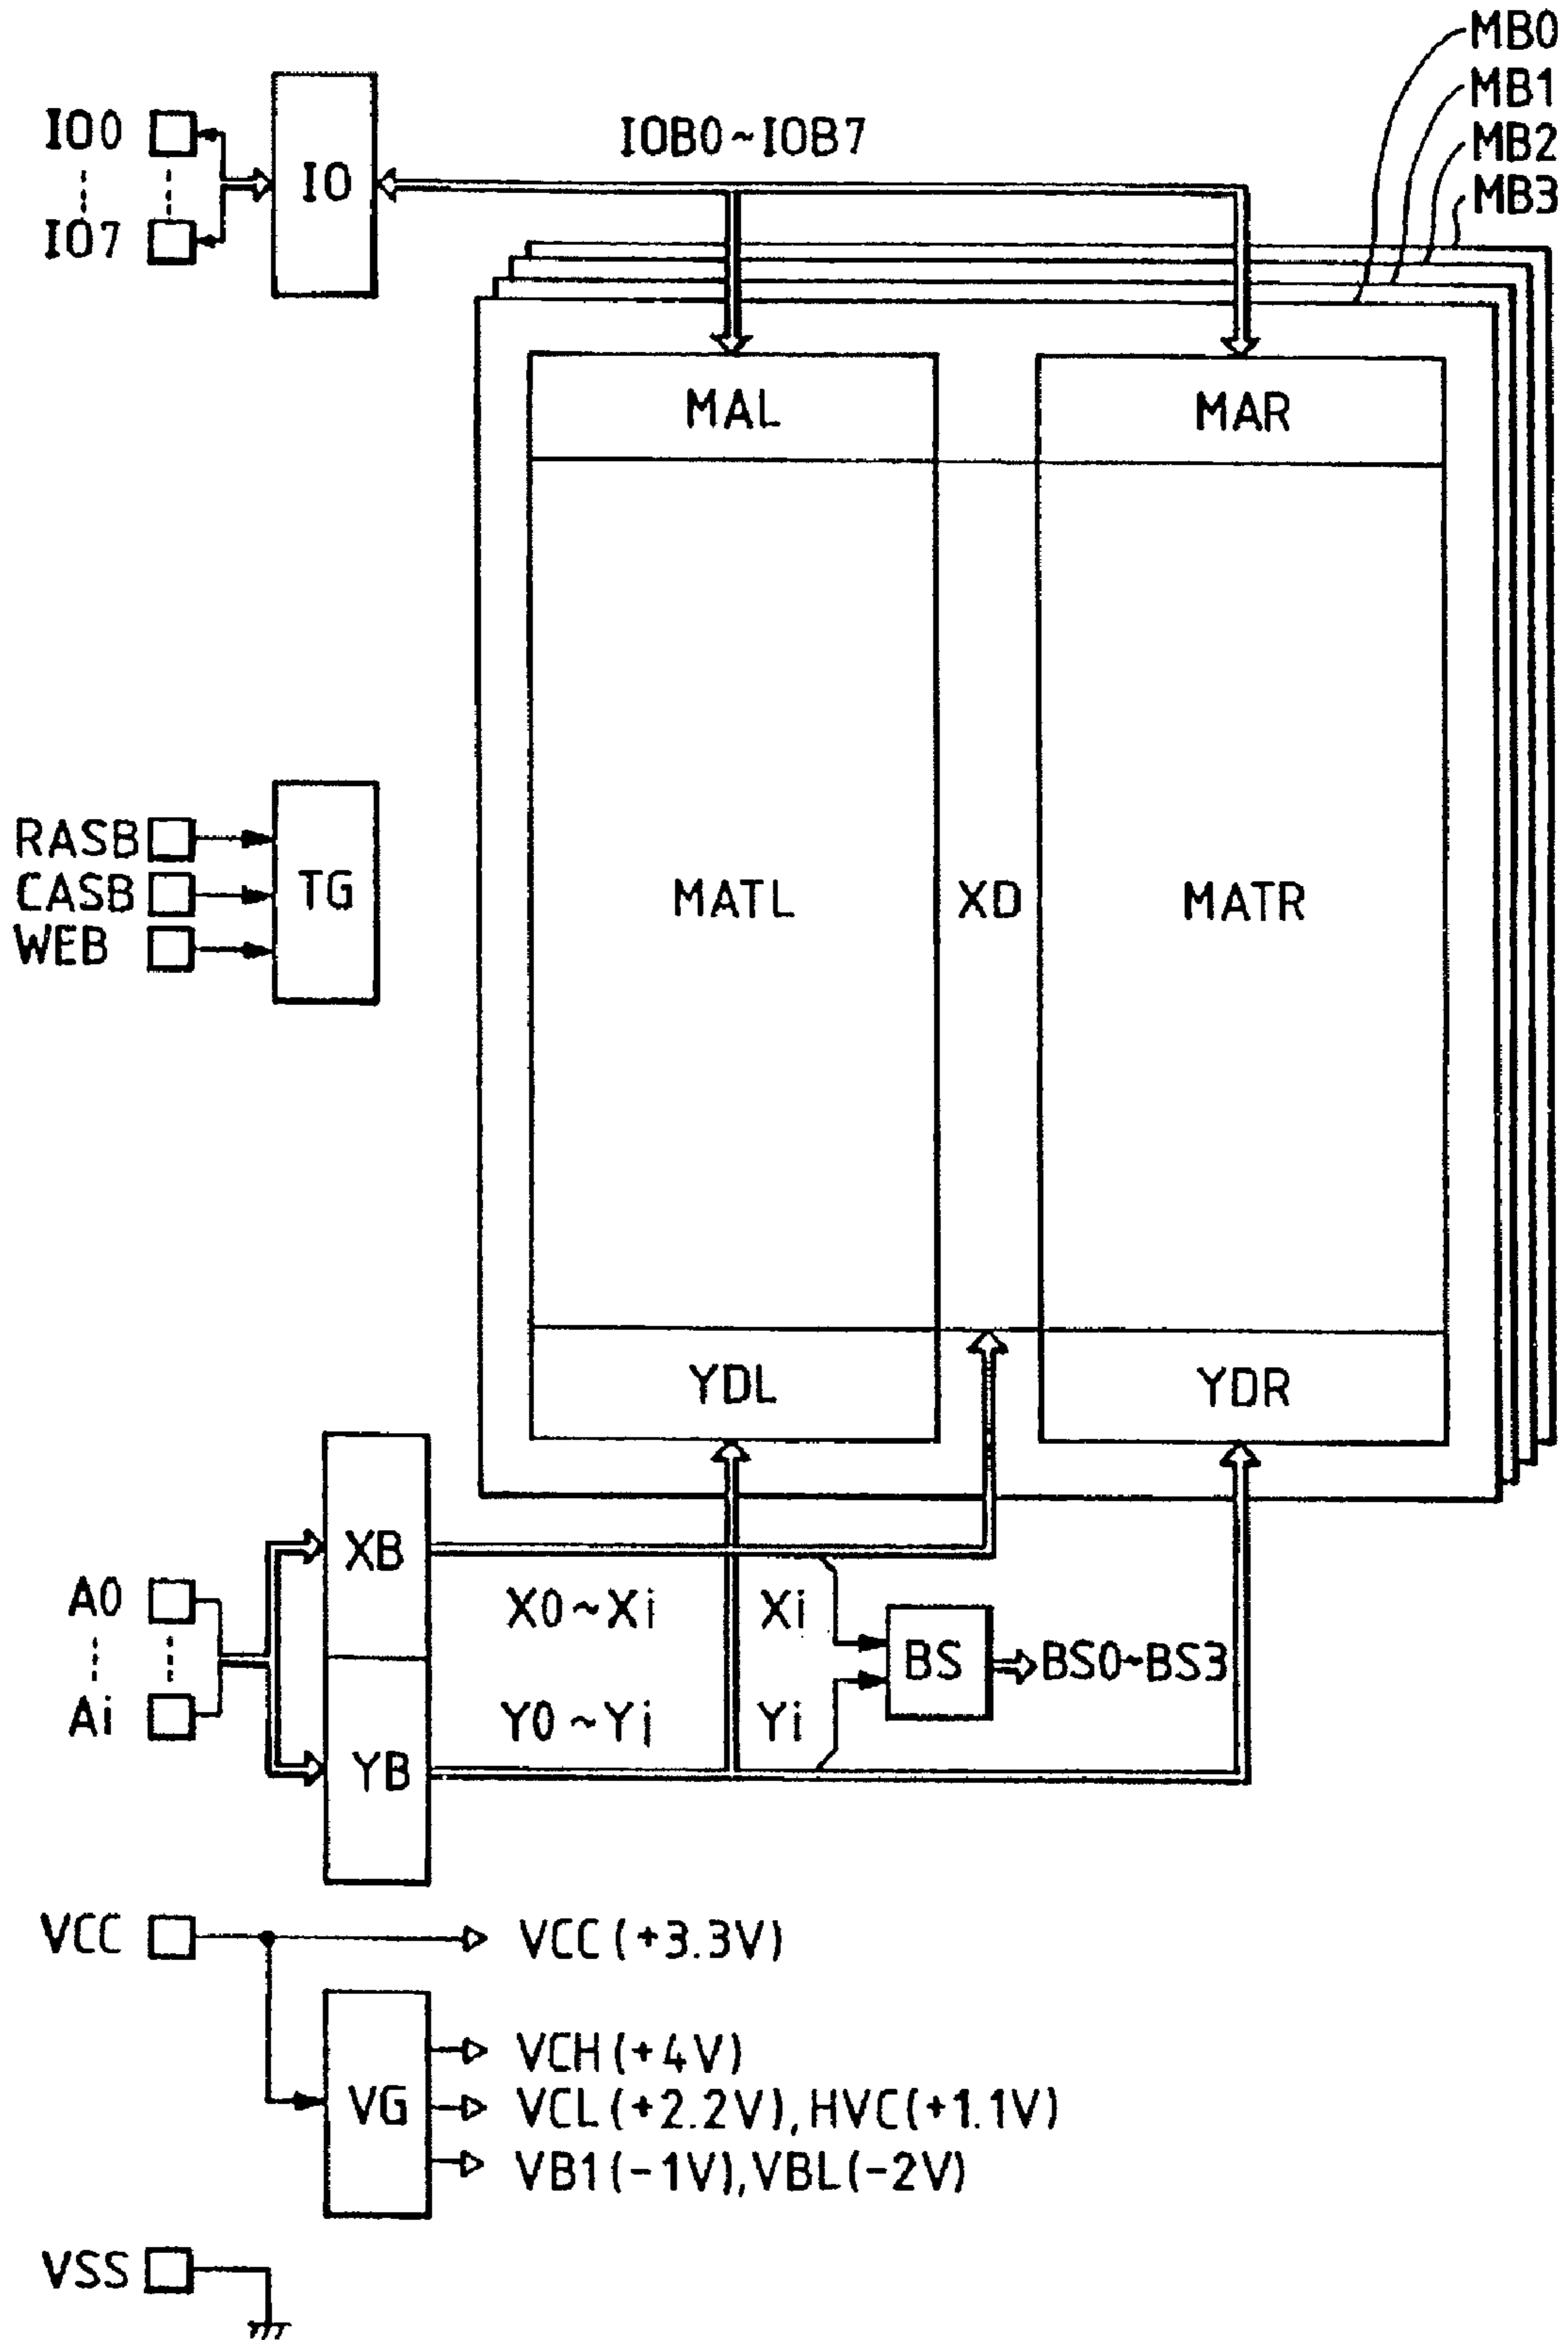 MB0
MB1
MB2
MB3
IO0
IO7
IO
IOB0~IOB7
MAL
MAR
RASB
CASB
WEB
TG
MATL
XD
MATR
YDL
YDR
XB
A0
Ai
X0~Xi
Xi
BS
BS0~BS3
Y0~Yi
Yi
YB
VCC
VCC(+3.3V)
VCH(+4V)
VG
VCL(+2.2V),HVC(+1.1V)
VB1(-1V),VBL(-2V)
VSS